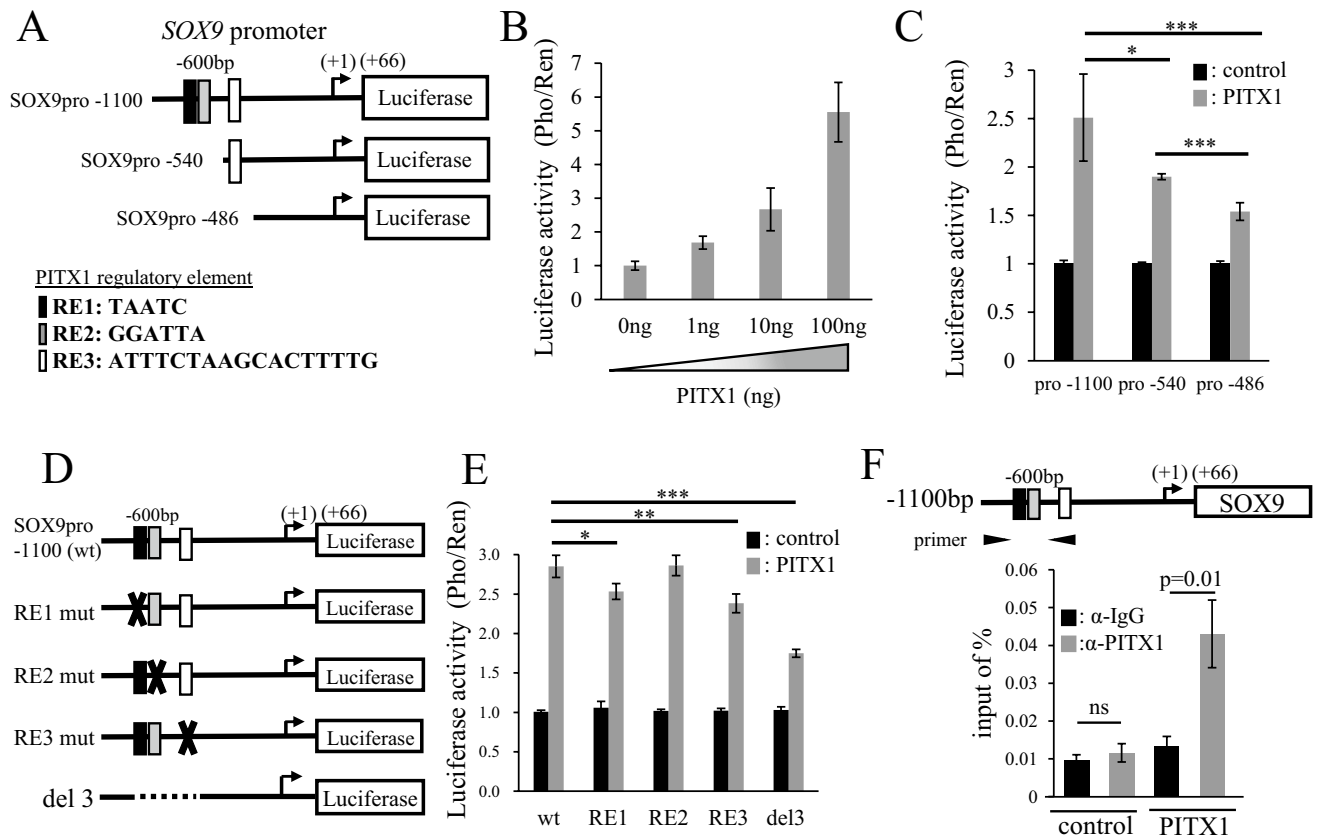 A
SOX9 promoter
-600bp
(+1) (+66)
SOX9pro -1100
Luciferase
SOX9pro -540
Luciferase
SOX9pro -486
Luciferase
PITX1 regulatory element
RE1: TAATC
RE2: GGATTA
RE3: ATTTCTAAGCACTTTTG
B
Luciferase activity (Pho/Ren)
7
6
5
4
3
2
1
0
0ng 1ng 10ng 100ng
PITX1 (ng)
C
Luciferase activity (Pho/Ren)
***
*
***
: control
: PITX1
3
2.5
2
1.5
1
0.5
0
pro -1100 pro -540 pro -486
D
SOX9pro
-1100 (wt)
-600bp
(+1) (+66)
Luciferase
RE1 mut
Luciferase
RE2 mut
Luciferase
RE3 mut
Luciferase
del 3
Luciferase
E
Luciferase activity (Pho/Ren)
***
**
*
: control
: PITX1
3.0
2.5
2.0
1.5
1.0
0.5
0.0
wt RE1 RE2 RE3 del3
F
-600bp
(+1) (+66)
-1100bp
SOX9
primer
input of %
0.06
0.05
0.04
0.03
0.02
0.01
0
p=0.01
: α-IgG
:α-PITX1
ns
control PITX1